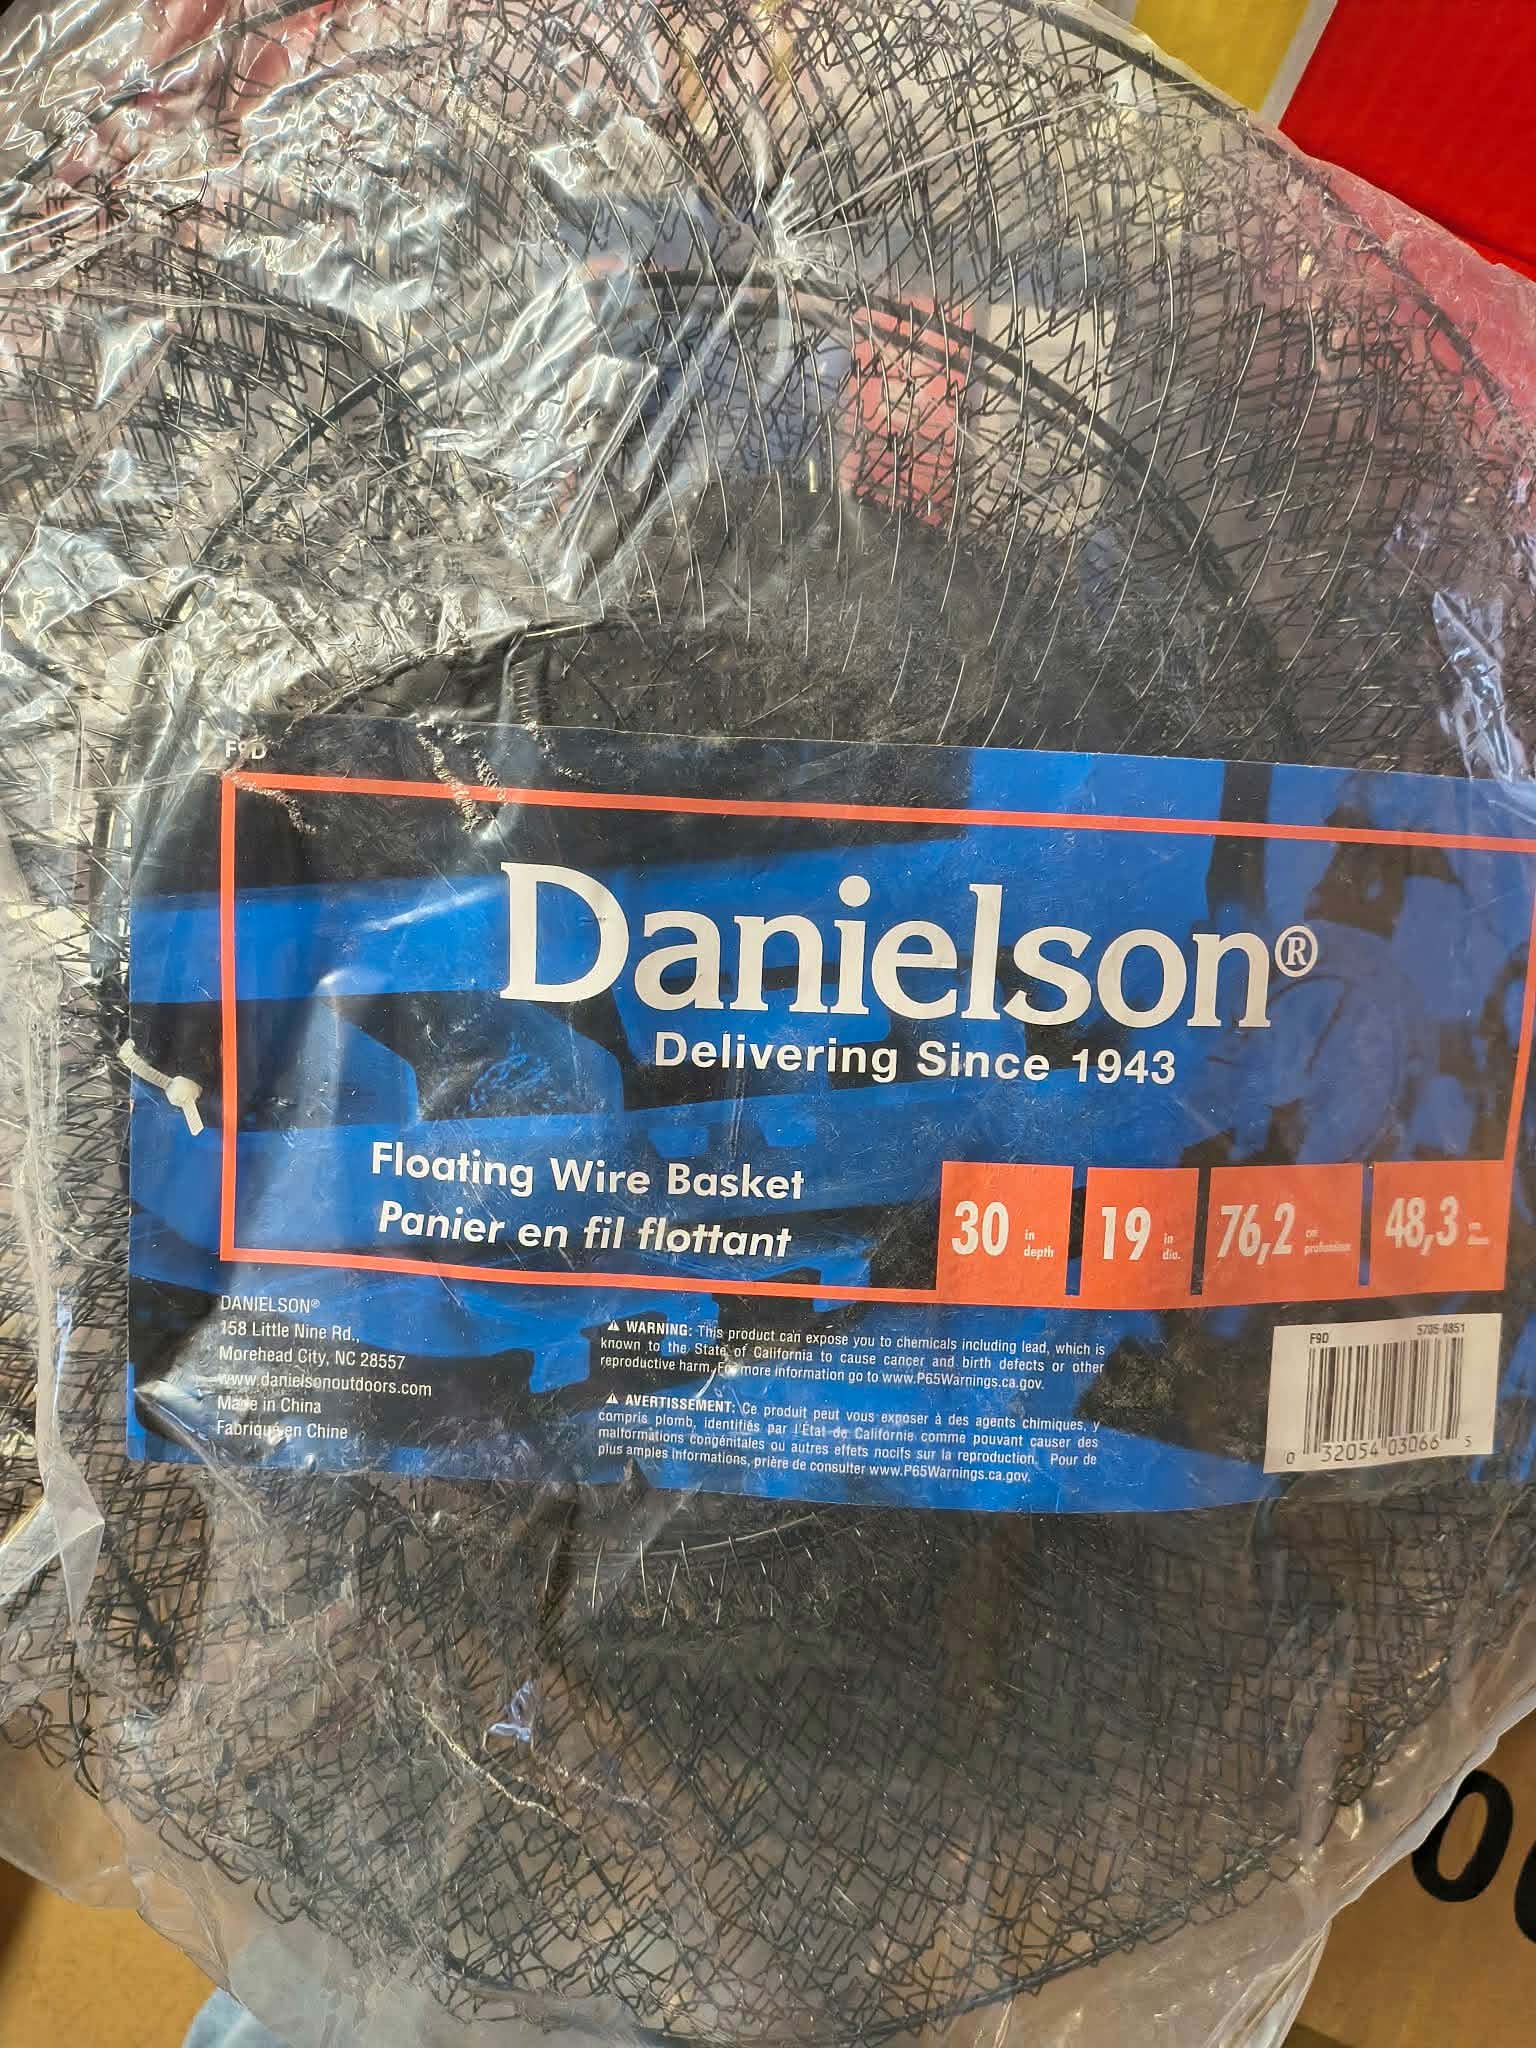 F9D
Danielson®
Delivering Since 1943
Floating Wire Basket
Panier en fil flottant
30 in depth
19 in dia.
76,2 cm profondeur
48,3
DANIELSON®
158 Little Nine Rd.,
Morehead City, NC 28557
www.danielsonoutdoors.com
Made in China
Fabriqué en Chine
⚠ WARNING: This product can expose you to chemicals including lead, which is
known to the State of California to cause cancer and birth defects or other
reproductive harm. For more information go to www.P65Warnings.ca.gov.
⚠ AVERTISSEMENT: Ce produit peut vous exposer à des agents chimiques, y
compris plomb, identifiés par l'État de Californie comme pouvant causer des
malformations congénitales ou autres effets nocifs sur la reproduction. Pour de
plus amples informations, prière de consulter www.P65Warnings.ca.gov.
F9D 5705-0851
0 32054 03066 5